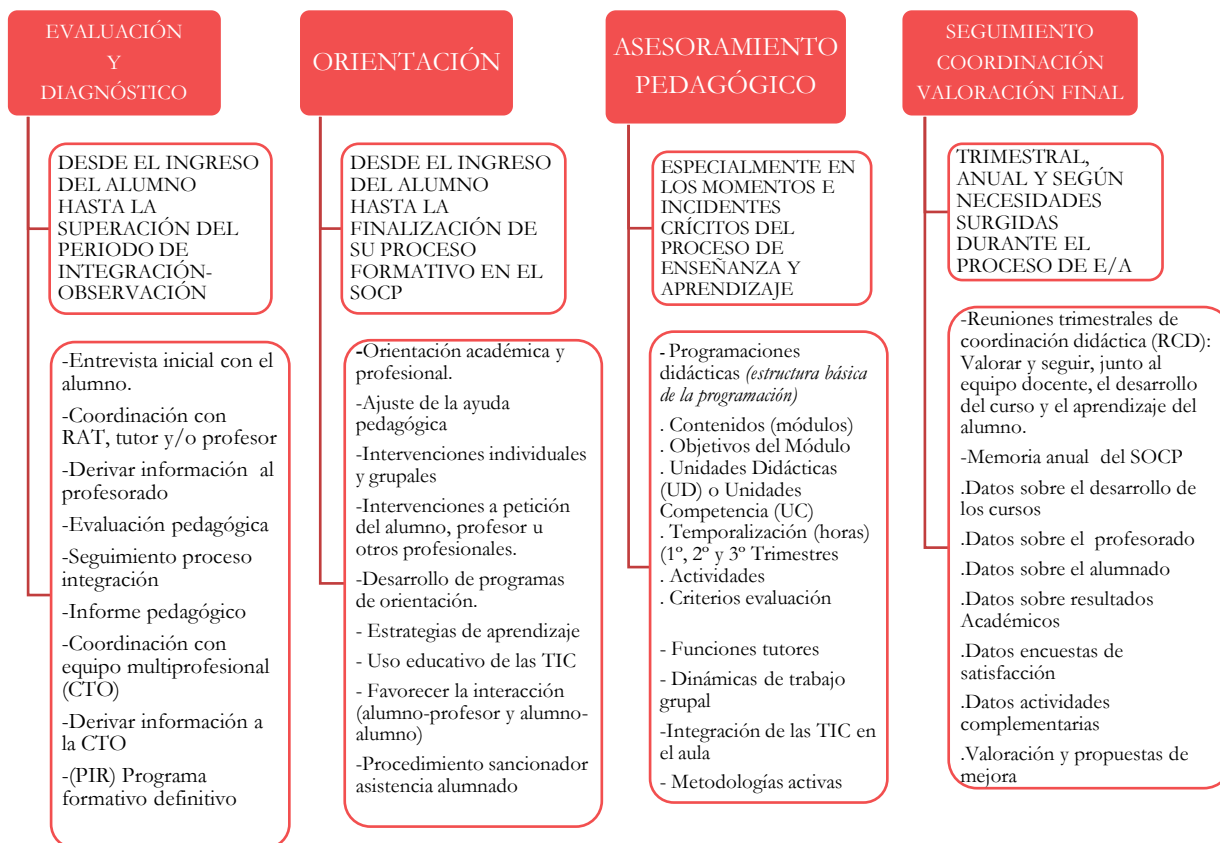 EVALUACIÓN
Y
DIAGNÓSTICO
DESDE EL INGRESO
DEL ALUMNO
HASTA LA
SUPERACIÓN DEL
PERIODO DE
INTEGRACIÓN-
OBSERVACIÓN
-Entrevista inicial con el
alumno.
-Coordinación con
RAT, tutor y/o profesor
-Derivar información al
profesorado
-Evaluación pedagógica
-Seguimiento proceso
integración
-Informe pedagógico
-Coordinación con
equipo multiprofesional
(CTO)
-Derivar información a
la CTO
-(PIR) Programa
formativo definitivo
ORIENTACIÓN
DESDE EL INGRESO
DEL ALUMNO
HASTA LA
FINALIZACIÓN DE
SU PROCESO
FORMATIVO EN EL
SOCP
-Orientación académica y
profesional.
-Ajuste de la ayuda
pedagógica
-Intervenciones individuales
y grupales
-Intervenciones a petición
del alumno, profesor u
otros profesionales.
-Desarrollo de programas
de orientación.
- Estrategias de aprendizaje
- Uso educativo de las TIC
- Favorecer la interacción
(alumno-profesor y alumno-
alumno)
-Procedimiento sancionador
asistencia alumnado
ASESORAMIENTO
PEDAGÓGICO
ESPECIALMENTE EN
LOS MOMENTOS E
INCIDENTES
CRÍCITOS DEL
PROCESO DE
ENSEÑANZA Y
APRENDIZAJE
- Programaciones
didácticas (estructura básica
de la programación)
. Contenidos (módulos)
. Objetivos del Módulo
. Unidades Didácticas
(UD) o Unidades
Competencia (UC)
. Temporalización (horas)
(1º, 2º y 3º Trimestres
. Actividades
. Criterios evaluación
- Funciones tutores
- Dinámicas de trabajo
grupal
-Integración de las TIC en
el aula
- Metodologías activas
SEGUIMIENTO
COORDINACIÓN
VALORACIÓN FINAL
TRIMESTRAL,
ANUAL Y SEGÚN
NECESIDADES
SURGIDAS
DURANTE EL
PROCESO DE E/A
-Reuniones trimestrales de
coordinación didáctica (RCD):
Valorar y seguir, junto al
equipo docente, el desarrollo
del curso y el aprendizaje del
alumno.
-Memoria anual del SOCP
.Datos sobre el desarrollo de
los cursos
.Datos sobre el profesorado
.Datos sobre el alumnado
.Datos sobre resultados
Académicos
.Datos encuestas de
satisfacción
.Datos actividades
complementarias
.Valoración y propuestas de
mejora